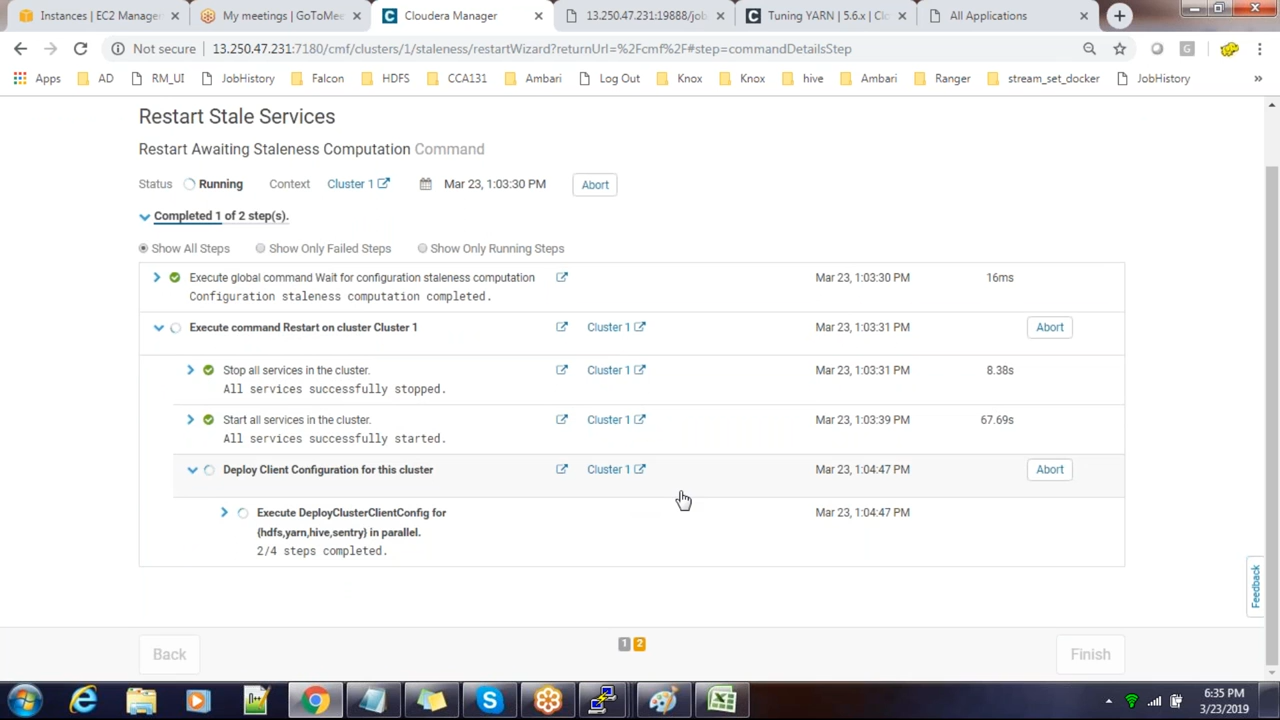 Instances | EC2 Manager
My meetings | GoToMee
Cloudera Manager
13.250.47.231:19888/job
Tuning YARN | 5.6.x | Clo
All Applications
Not secure
13.250.47.231:7180/cmf/clusters/1/staleness/restartWizard?returnUrl=%2Fcmf%2F#step=commandDetailsStep
G
Apps
AD
RM_UI
JobHistory
Falcon
HDFS
CCA131
Ambari
Log Out
Knox
Knox
hive
Ambari
Ranger
stream_set_docker
JobHistory
»
Restart Stale Services
Restart Awaiting Staleness Computation Command
Status Running Context Cluster 1 Mar 23, 1:03:30 PM Abort
Completed 1 of 2 step(s).
Show All Steps Show Only Failed Steps Show Only Running Steps
Execute global command Wait for configuration staleness computation Mar 23, 1:03:30 PM 16ms
Configuration staleness computation completed.
Execute command Restart on cluster Cluster 1 Cluster 1 Mar 23, 1:03:31 PM Abort
Stop all services in the cluster. Cluster 1 Mar 23, 1:03:31 PM 8.38s
All services successfully stopped.
Start all services in the cluster. Cluster 1 Mar 23, 1:03:39 PM 67.69s
All services successfully started.
Deploy Client Configuration for this cluster Cluster 1 Mar 23, 1:04:47 PM Abort
Execute DeployClusterClientConfig for Mar 23, 1:04:47 PM
{hdfs,yarn,hive,sentry} in parallel.
2/4 steps completed.
Feedback
Back 1 2 Finish
6:35 PM
3/23/2019